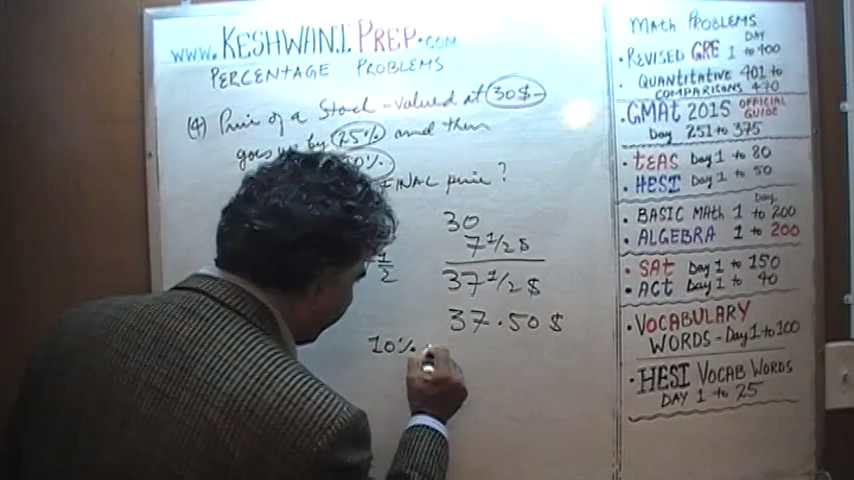 www.KESHWANI PREP.COM
PERCENTAGE PROBLEMS
(4) Price of a Stock - valued at 30$
goes up by 25% and then
0%.
FINAL price ?
30
7 1/2 $
1/2
37 1/2 $
37.50 $
10%.
MATH PROBLEMS
DAY
• REVISED GRE 1 to 400
• QUANTITATIVE 401 to
COMPARISONS 470
• GMAT 2015 OFFICIAL GUIDE
Day 251 to 375
• TEAS Day 1 to 80
• HESI Day 1 to 50
Day
• BASIC MATH 1 to 200
• ALGEBRA 1 to 200
• SAT Day 1 to 150
• ACT Day 1 to 40
• VOCABULARY
WORDS - Day 1 to 100
• HESI VOCAB WORDS
DAY 1 to 25